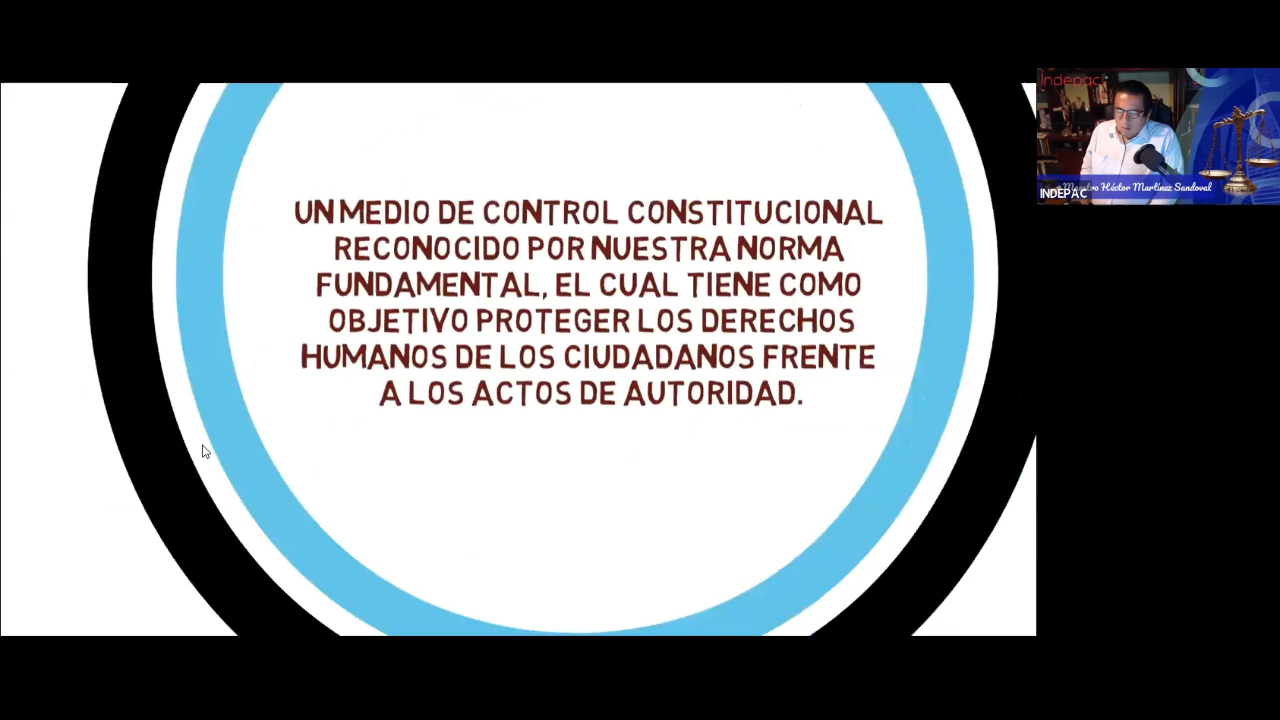 UN MEDIO DE CONTROL CONSTITUCIONAL
RECONOCIDO POR NUESTRA NORMA
FUNDAMENTAL, EL CUAL TIENE COMO
OBJETIVO PROTEGER LOS DERECHOS
HUMANOS DE LOS CIUDADANOS FRENTE
A LOS ACTOS DE AUTORIDAD.
Indepac
Maestro Héctor Martínez Sandoval
INDEPAC